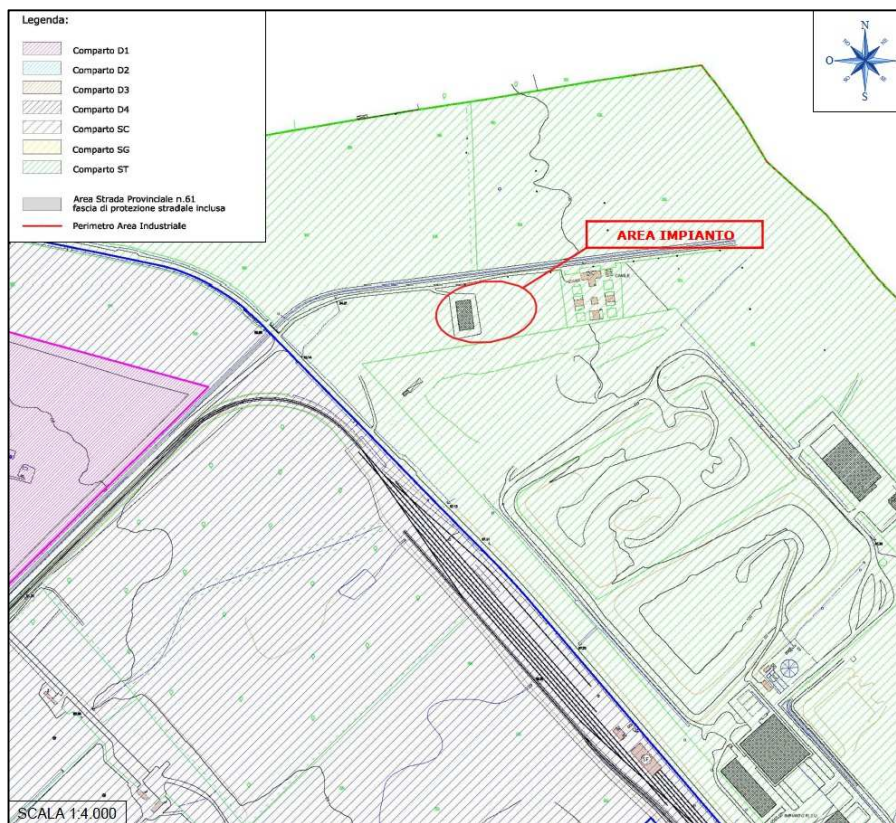 Legenda:
Comparto D1
Comparto D2
Comparto D3
Comparto D4
Comparto SC
Comparto SG
Comparto ST
Area Strada Provinciale n.61
fascia di protezione stradale inclusa
Perimetro Area Industriale
N
O
S
AREA IMPIANTO
SCALA 1:4.000